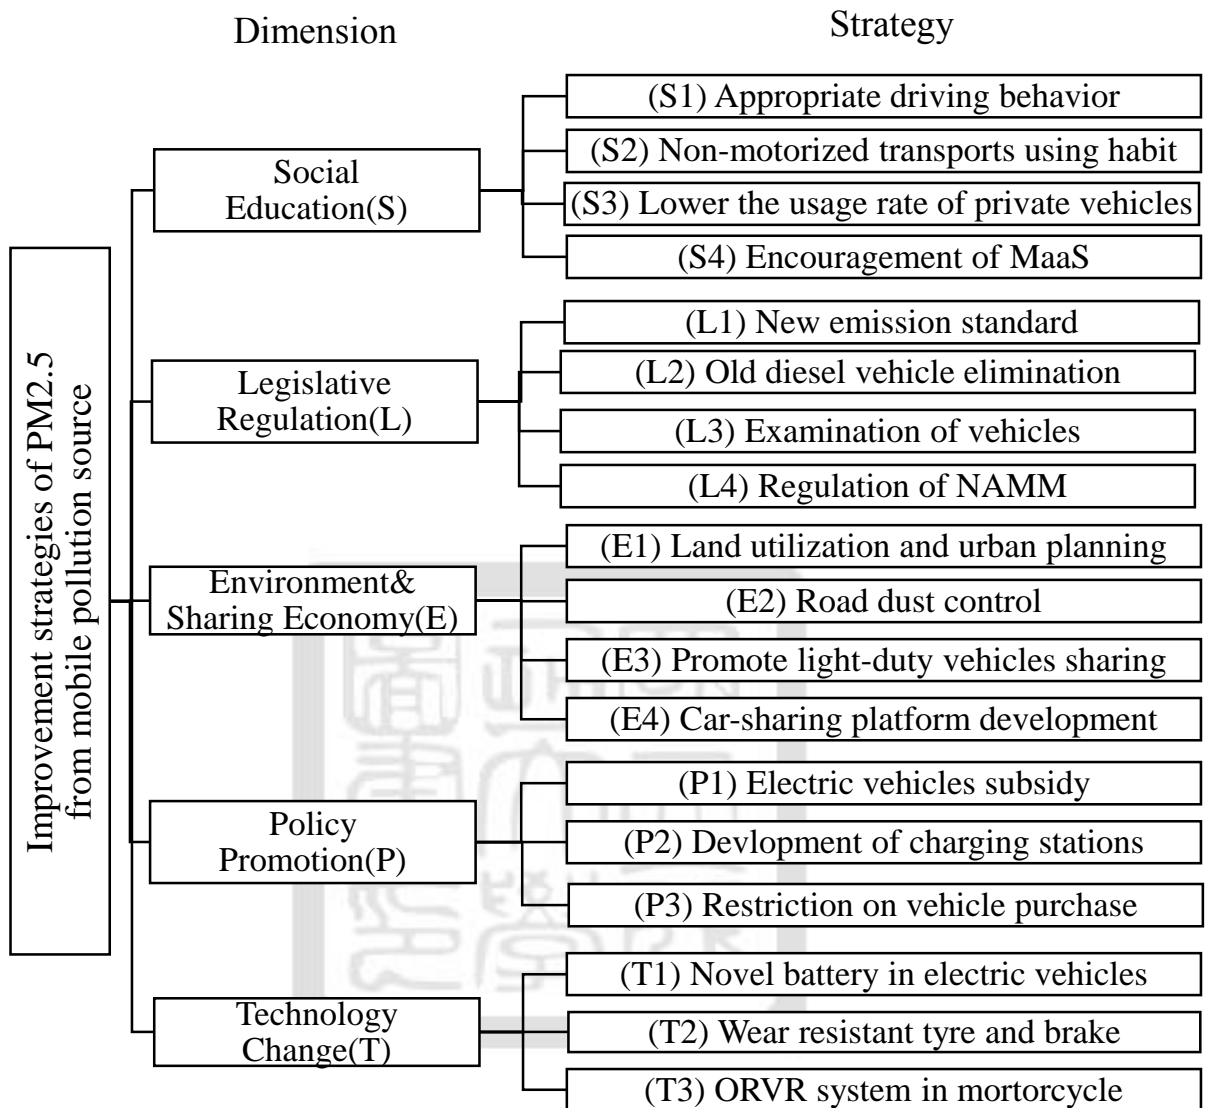 Dimension
Strategy
Improvement strategies of PM2.5
from mobile pollution source
Social
Education(S)
(S1) Appropriate driving behavior
(S2) Non-motorized transports using habit
(S3) Lower the usage rate of private vehicles
(S4) Encouragement of MaaS
Legislative
Regulation(L)
(L1) New emission standard
(L2) Old diesel vehicle elimination
(L3) Examination of vehicles
(L4) Regulation of NAMM
Environment&
Sharing Economy(E)
(E1) Land utilization and urban planning
(E2) Road dust control
(E3) Promote light-duty vehicles sharing
(E4) Car-sharing platform development
Policy
Promotion(P)
(P1) Electric vehicles subsidy
(P2) Devlopment of charging stations
(P3) Restriction on vehicle purchase
Technology
Change(T)
(T1) Novel battery in electric vehicles
(T2) Wear resistant tyre and brake
(T3) ORVR system in mortorcycle